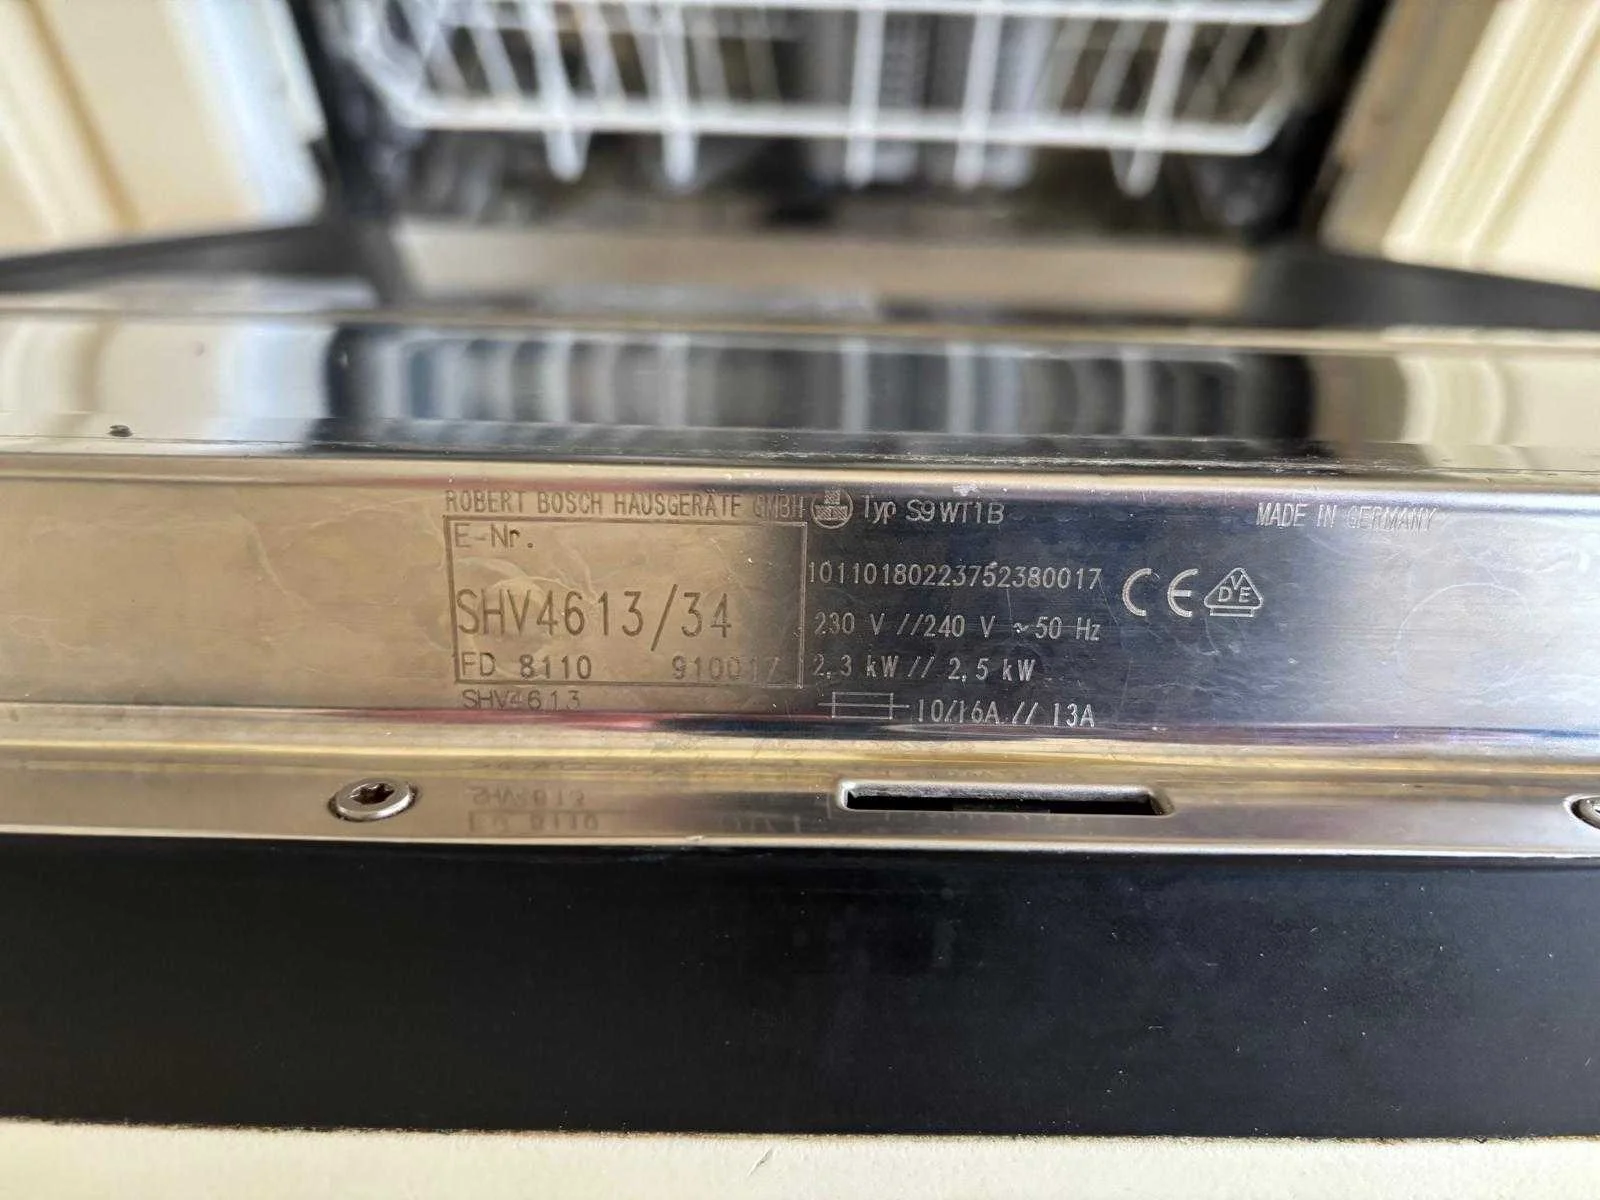 ROBERT BOSCH HAUSGERÄTE GMBH Typ S9WT1B MADE IN GERMANY
E-Nr.
SHV4613/34
FD 8110 910017
SHV4613
10110180223752380017 CE
DVE
230 V //240 V ~50 Hz
2,3 kW // 2,5 kW
10/16A // 13A